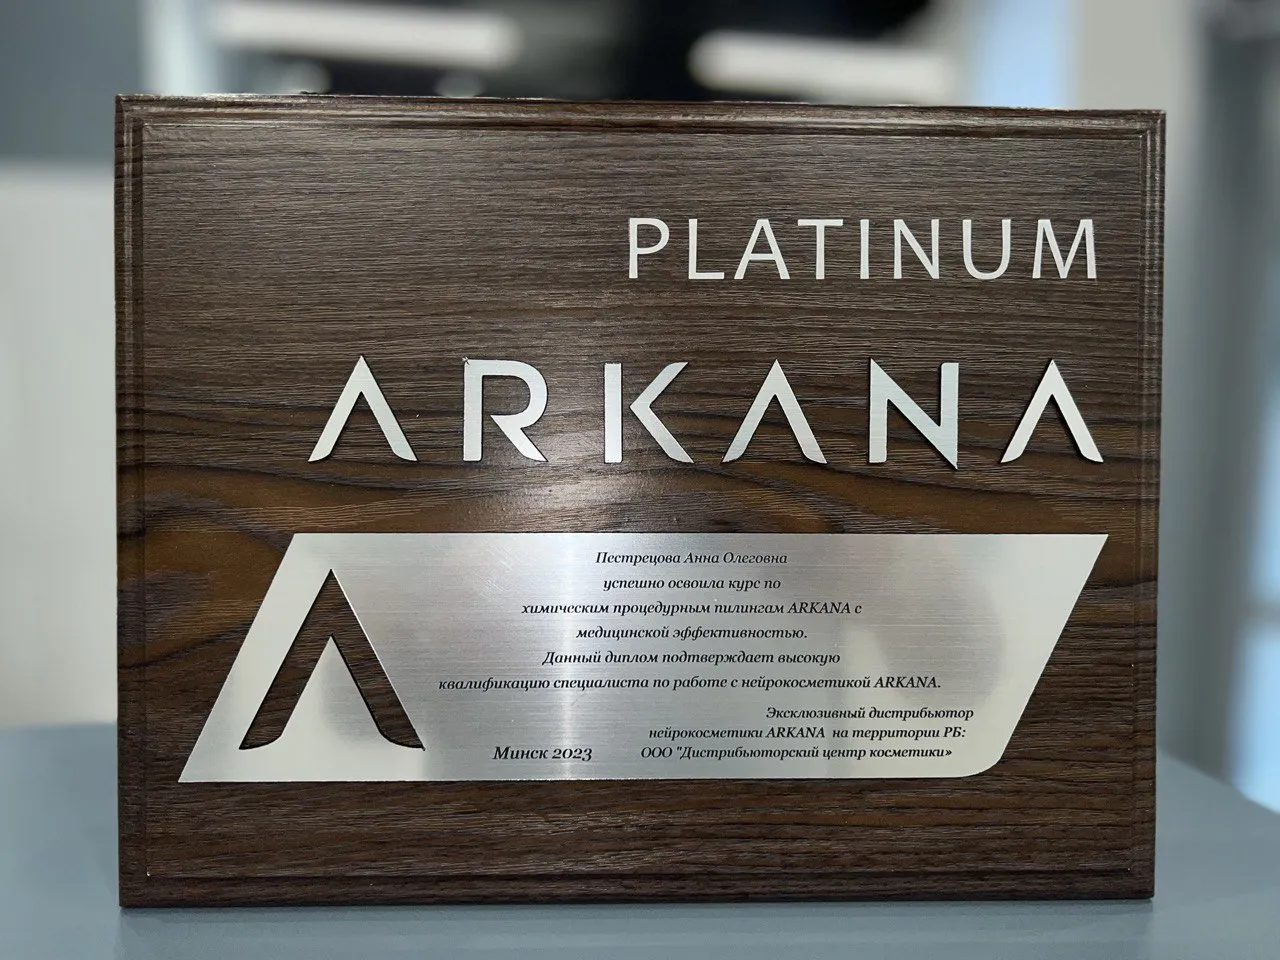 PLATINUM
ARKANA
Пестрецова Анна Олеговна
успешно освоила курс по
химическим процедурным пилингам ARKANA с
медицинской эффективностью.
Данный диплом подтверждает высокую
квалификацию специалиста по работе с нейрокосметикой ARKANA.
Эксклюзивный дистрибьютор
нейрокосметики ARKANA на территории РБ:
Минск 2023 ООО "Дистрибьюторский центр косметики»